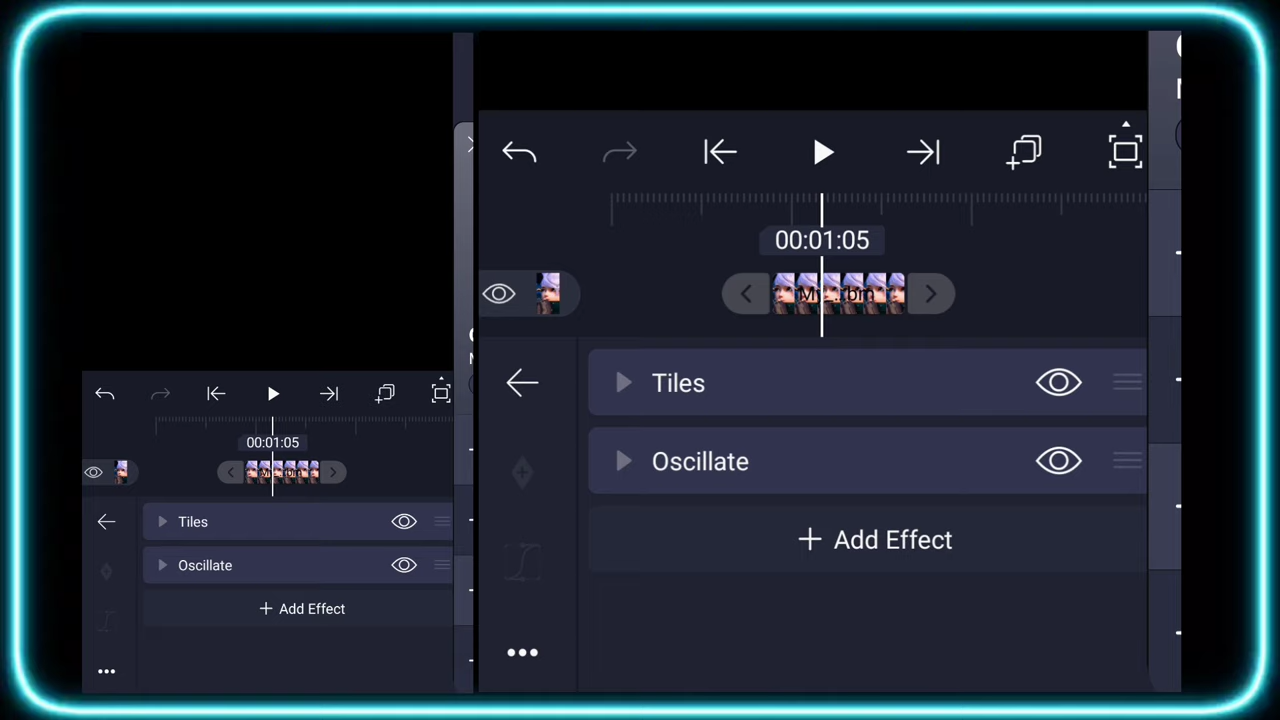 00:01:05
Tiles
Oscillate
+ Add Effect
00:01:05
Tiles
Oscillate
+ Add Effect